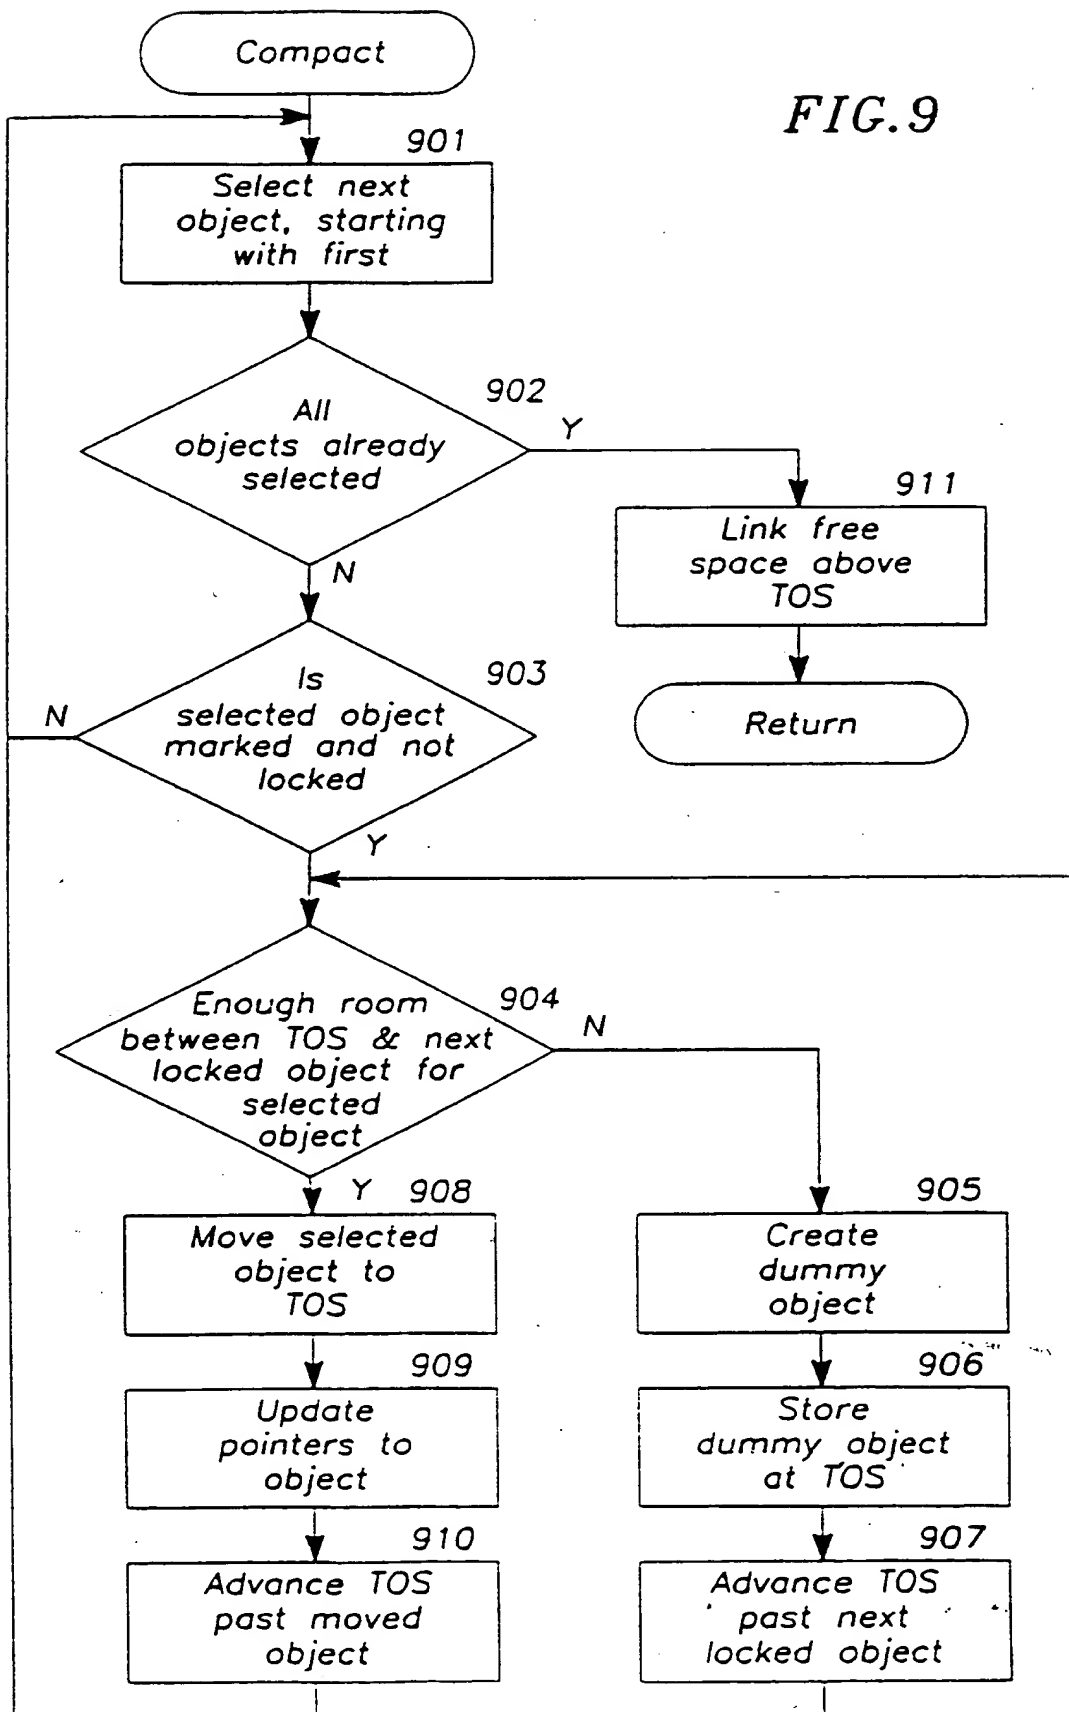 Compact
FIG.9
901
Select next
object, starting
with first
902
All
objects already
selected
Y
N
911
Link free
space above
TOS
903
Is
selected object
marked and not
locked
N
Y
Return
904
Enough room
between TOS & next
locked object for
selected
object
N
Y
908
Move selected
object to
TOS
905
Create
dummy
object
909
Update
pointers to
object
906
Store
dummy object
at TOS
910
Advance TOS
past moved
object
907
Advance TOS
past next
locked object